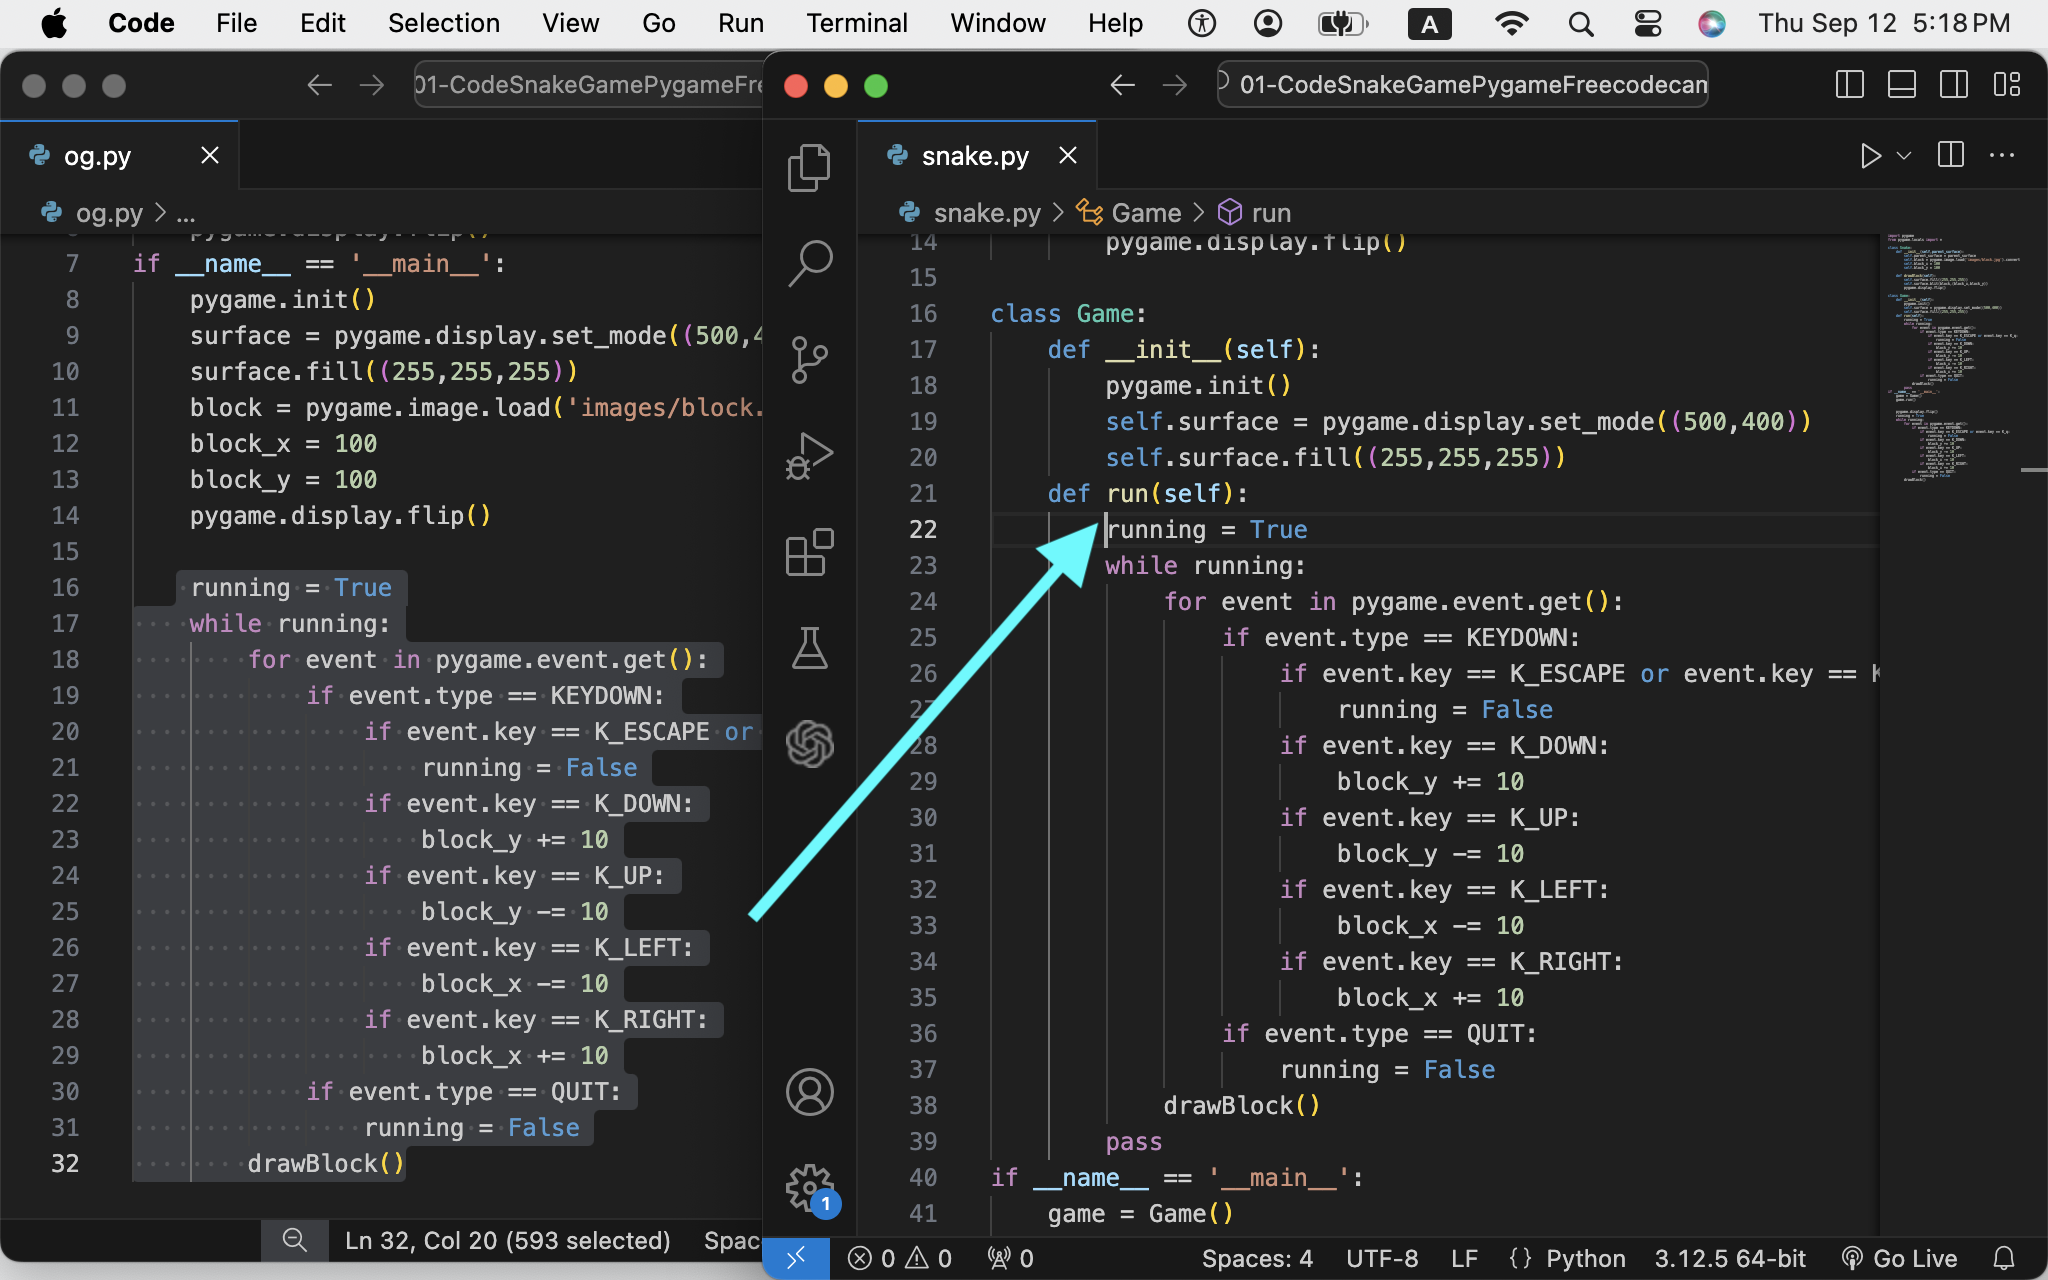 Code File Edit Selection View Go Run Terminal Window Help A Thu Sep 12 5:18 PM
01-CodeSnakeGamePygameFre
og.py
og.py > ...
7 if __name__ == '__main__':
8 pygame.init()
9 surface = pygame.display.set_mode((500,4
10 surface.fill((255,255,255))
11 block = pygame.image.load('images/block.
12 block_x = 100
13 block_y = 100
14 pygame.display.flip()
15
16 running = True
17 while running:
18 for event in pygame.event.get():
19 if event.type == KEYDOWN:
20 if event.key == K_ESCAPE or
21 running = False
22 if event.key == K_DOWN:
23 block_y += 10
24 if event.key == K_UP:
25 block_y -= 10
26 if event.key == K_LEFT:
27 block_x -= 10
28 if event.key == K_RIGHT:
29 block_x += 10
30 if event.type == QUIT:
31 running = False
32 drawBlock()
Ln 32, Col 20 (593 selected) Spac
01-CodeSnakeGamePygameFreecodecam
snake.py
snake.py > Game > run
14 pygame.display.flip()
15
16 class Game:
17 def __init__(self):
18 pygame.init()
19 self.surface = pygame.display.set_mode((500,400))
20 self.surface.fill((255,255,255))
21 def run(self):
22 running = True
23 while running:
24 for event in pygame.event.get():
25 if event.type == KEYDOWN:
26 if event.key == K_ESCAPE or event.key == K
27 running = False
28 if event.key == K_DOWN:
29 block_y += 10
30 if event.key == K_UP:
31 block_y -= 10
32 if event.key == K_LEFT:
33 block_x -= 10
34 if event.key == K_RIGHT:
35 block_x += 10
36 if event.type == QUIT:
37 running = False
38 drawBlock()
39 pass
40 if __name__ == '__main__':
41 game = Game()
1
0 0 0 Spaces: 4 UTF-8 LF {} Python 3.12.5 64-bit Go Live